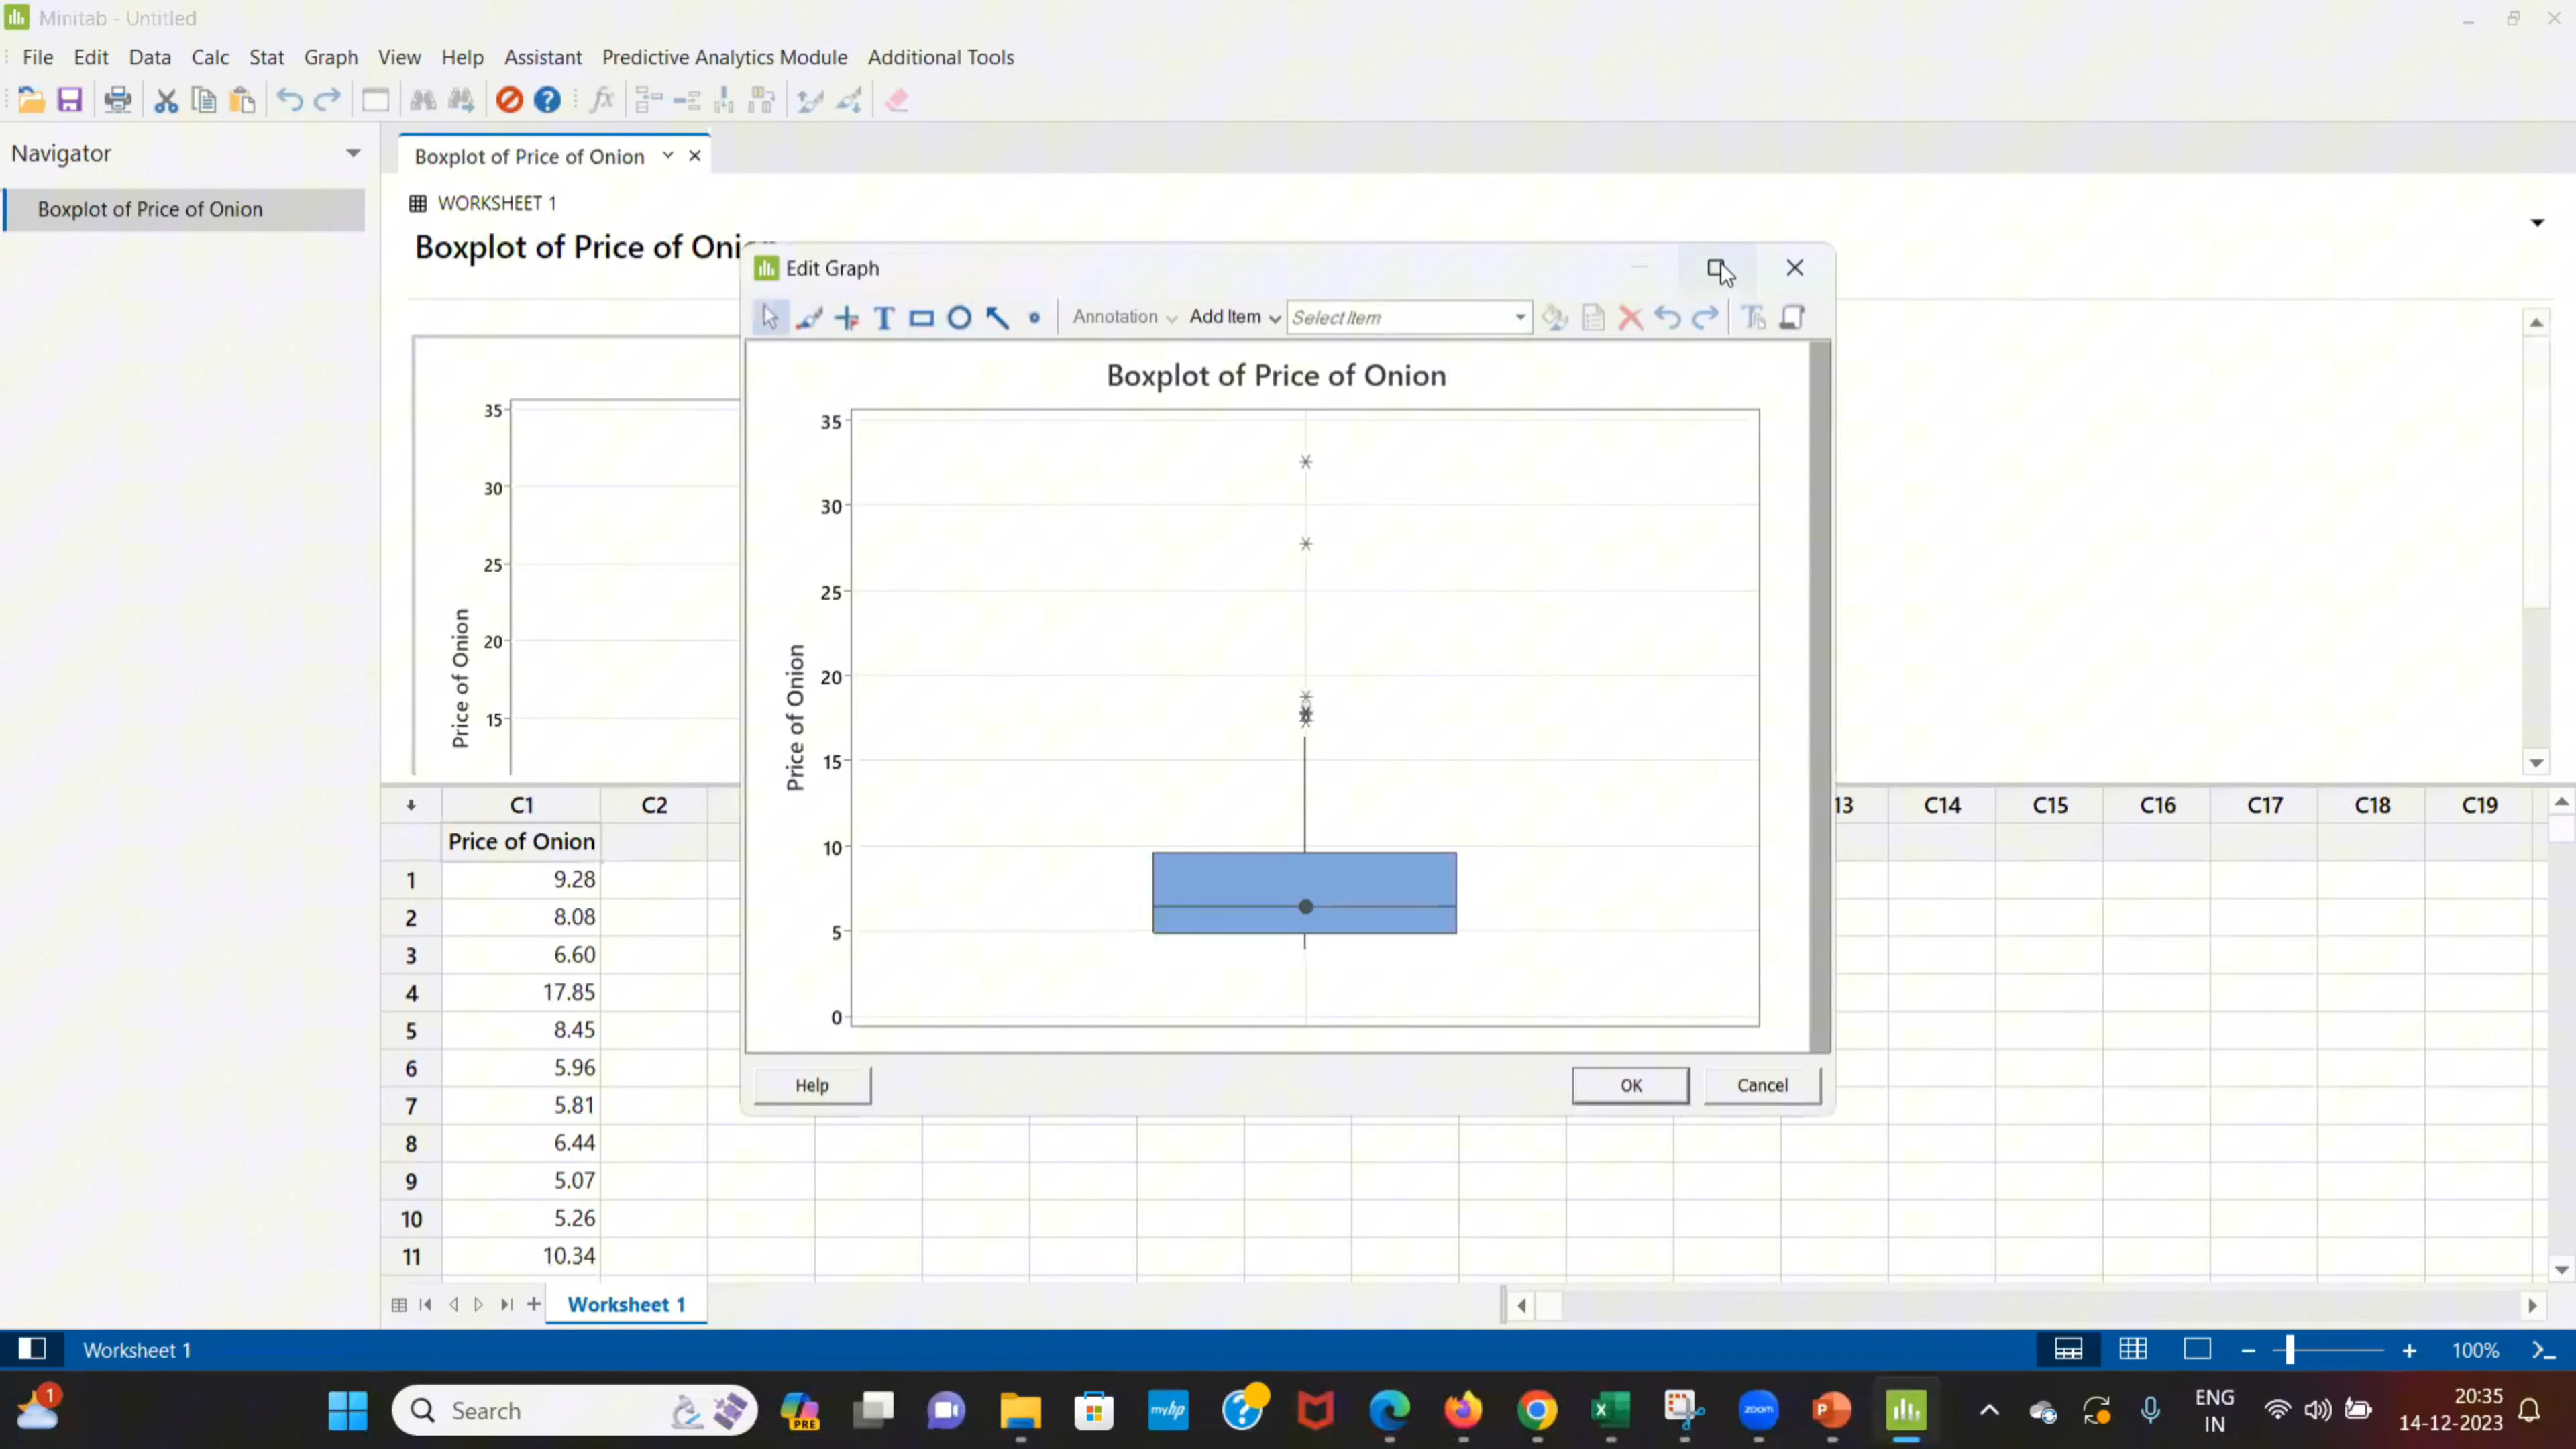 Minitab - Untitled
File Edit Data Calc Stat Graph View Help Assistant Predictive Analytics Module Additional Tools
Navigator
Boxplot of Price of Onion
Boxplot of Price of Onion
WORKSHEET 1
Boxplot of Price of Oni
35
30
25
20
15
Price of Onion
Edit Graph
T
Annotation Add Item Select Item
Boxplot of Price of Onion
35
30
25
20
15
10
5
0
Price of Onion
Help OK Cancel
C1 C2 13 C14 C15 C16 C17 C18 C19
Price of Onion
1 9.28
2 8.08
3 6.60
4 17.85
5 8.45
6 5.96
7 5.81
8 6.44
9 5.07
10 5.26
11 10.34
Worksheet 1
Worksheet 1
100%
1
Search
PRE
myhp
zoom
ENG
IN
20:35
14-12-2023